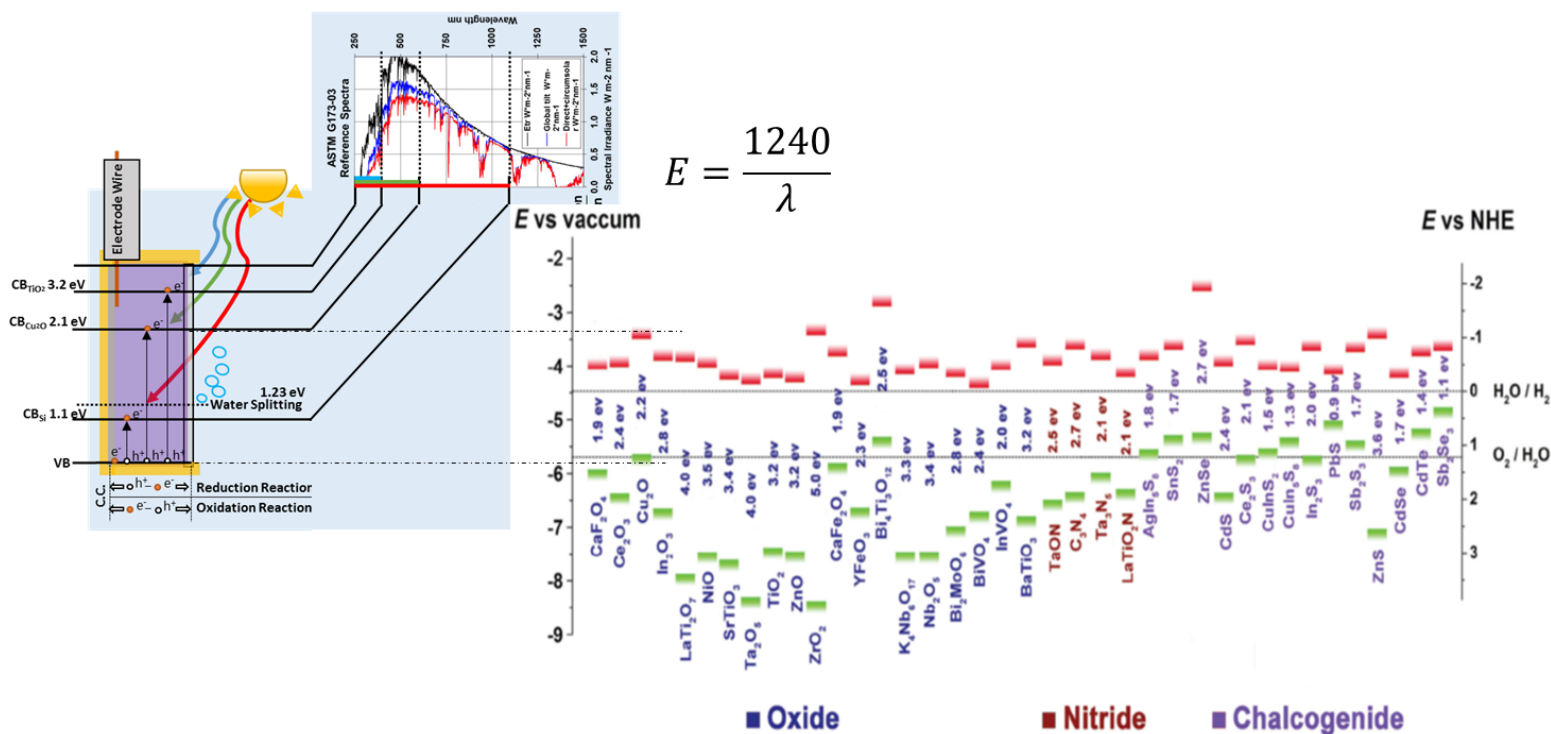 Wavelength nm
250
500
750
1000
1250
1500
ASTM G173-03
Reference Spectra
Etr W*m-2*nm-1
Global tilt W*m-
2*nm-1
Direct+circumsola
r W*m-2*nm-1
0.0
0.5
1.0
1.5
2.0
Spectral Irradiance W m-2 nm -1
Electrode Wire
CB TiO₂ 3.2 eV
CB Cu₂O 2.1 eV
CB Si 1.1 eV
VB
e⁻
e⁻
e⁻
e⁻
h⁺
h⁺
h⁺
1.23 eV
Water Splitting
C.C.
h⁺ e⁻ Reduction Reaction
e⁻ h⁺ Oxidation Reaction
E = 1240/λ
E vs vaccum
E vs NHE
-2
-3
-4
-5
-6
-7
-8
-9
-2
-1
0
1
2
3
H₂O / H₂
O₂ / H₂O
1.9 ev
CaF₂O₄
2.4 ev
Ce₂O₃
2.2 ev
Cu₂O
2.8 ev
In₂O₃
4.0 ev
LaTi₂O₇
3.5 ev
NiO
3.4 ev
SrTiO₃
4.0 ev
Ta₂O₅
3.2 ev
TiO₂
3.2 ev
ZnO
5.0 ev
ZrO₂
1.9 ev
CaFe₂O₄
2.3 ev
YFeO₃
2.5 ev
Bi₄Ti₃O₁₂
3.3 ev
K₄Nb₆O₁₇
3.4 ev
Nb₂O₅
2.8 ev
Bi₂MoO₆
2.4 ev
BiVO₄
2.0 ev
InVO₄
3.2 ev
BaTiO₃
2.5 ev
TaON
2.7 ev
C₃N₄
2.1 ev
Ta₃N₅
2.1 ev
LaTiO₂N
1.8 ev
AgIn₅S₈
1.7 ev
SnS₂
2.7 ev
ZnSe
2.4 ev
CdS
2.1 ev
Ce₂S₃
1.5 ev
CuInS₂
1.3 ev
CuIn₅S₈
2.0 ev
In₂S₃
0.9 ev
PbS
1.7 ev
Sb₂S₃
3.6 ev
ZnS
1.7 ev
CdSe
1.4 ev
CdTe
1.1 ev
Sb₂Se₃
Oxide
Nitride
Chalcogenide